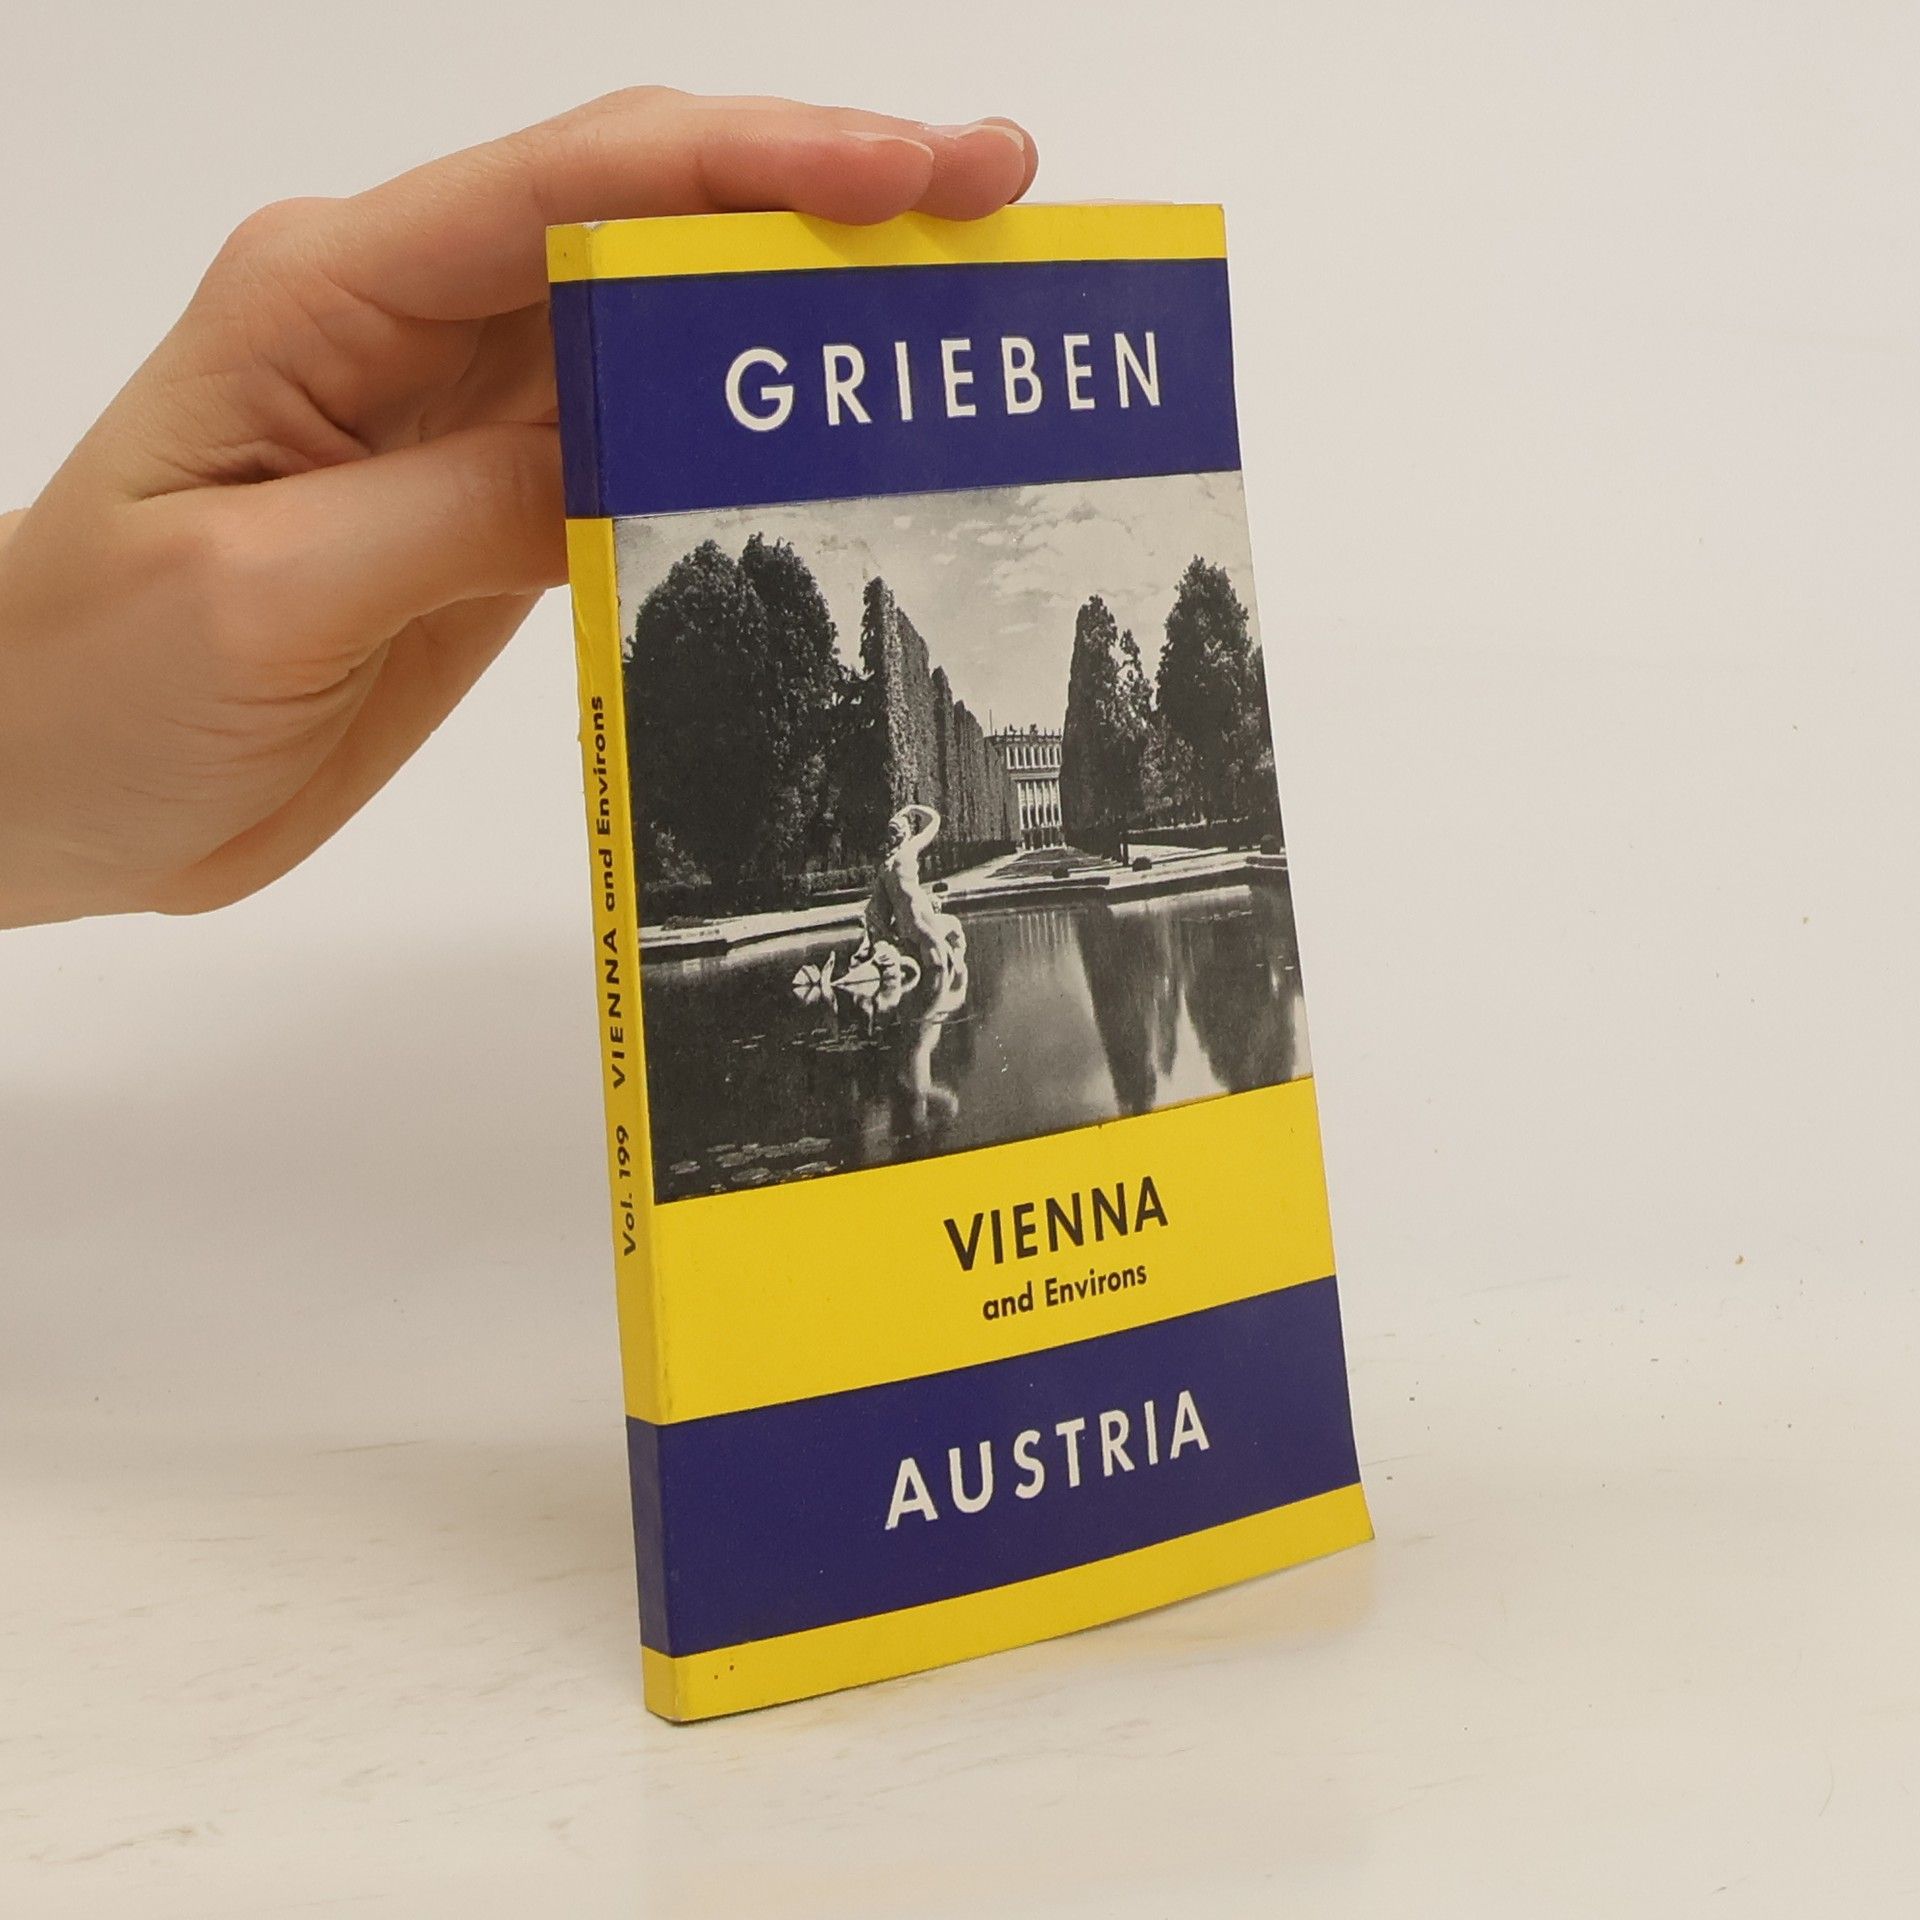 GRIEBEN
VIENNA
and Environs
AUSTRIA
Vol. 199 VIENNA and Environs